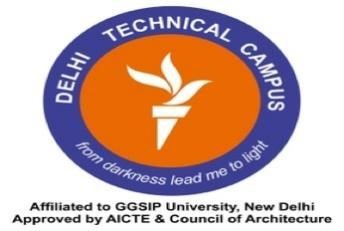 DELHI TECHNICAL CAMPUS
from darkness lead me to light
Affiliated to GGSIP University, New Delhi
Approved by AICTE & Council of Architecture